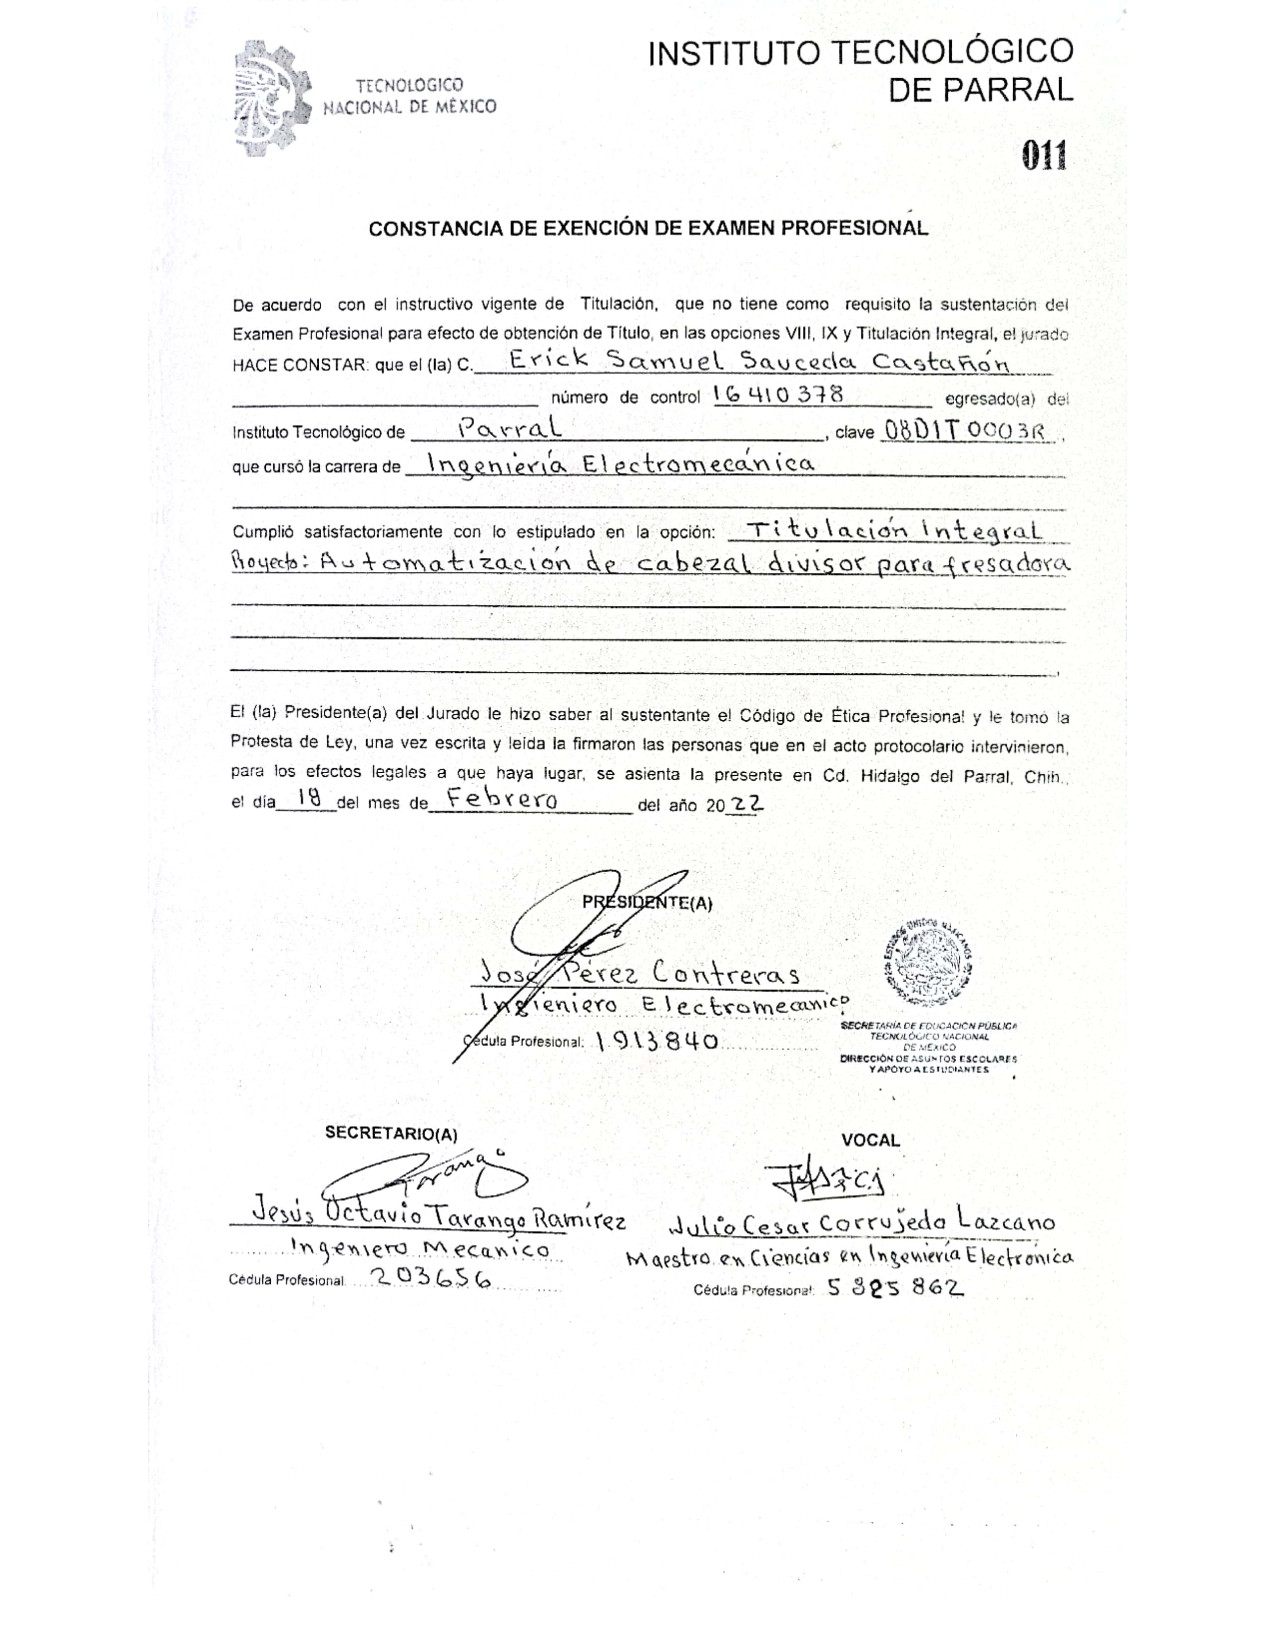 TECNOLOGICO
NACIONAL DE MÉXICO
INSTITUTO TECNOLÓGICO
DE PARRAL
011
CONSTANCIA DE EXENCIÓN DE EXAMEN PROFESIONAL
De acuerdo con el instructivo vigente de Titulación, que no tiene como requisito la sustentación del
Examen Profesional para efecto de obtención de Título, en las opciones VIII, IX y Titulación Integral, el jurado
HACE CONSTAR: que el (la) C. Erick Samuel Sauceda Castañón
número de control 16410378 egresado(a) del
Instituto Tecnológico de Parral, clave 08DIT0003R,
que cursó la carrera de Ingeniería Electromecánica
Cumplió satisfactoriamente con lo estipulado en la opción: Titulación Integral
Proyecto: Automatización de cabezal divisor para fresadora
El (la) Presidente(a) del Jurado le hizo saber al sustentante el Código de Ética Profesional y le tomo la
Protesta de Ley, una vez escrita y leída la firmaron las personas que en el acto protocolario intervinieron,
para los efectos legales a que haya lugar, se asienta la presente en Cd. Hidalgo del Parral, Chih.,
el día 18 del mes de Febrero del año 2022
PRESIDENTE(A)
José Pérez Contreras
Ingieniero Electromecanico
Cédula Profesional: 1913840
ESTADOS UNIDOS MEXICANOS
SECRETARÍA DE EDUCACIÓN PÚBLICA
TECNOLÓGICO NACIONAL
DE MÉXICO
DIRECCIÓN DE ASUNTOS ESCOLARES
Y APOYO A ESTUDIANTES
SECRETARIO(A)
Tarango
Jesús Octavio Tarango Ramírez
Ingeniero Mecanico
Cédula Profesional: 203656
VOCAL
Julio Cesar Corrujedo Lazcano
Maestro en Ciencias en Ingeniería Electrónica
Cédula Profesional: 5825862